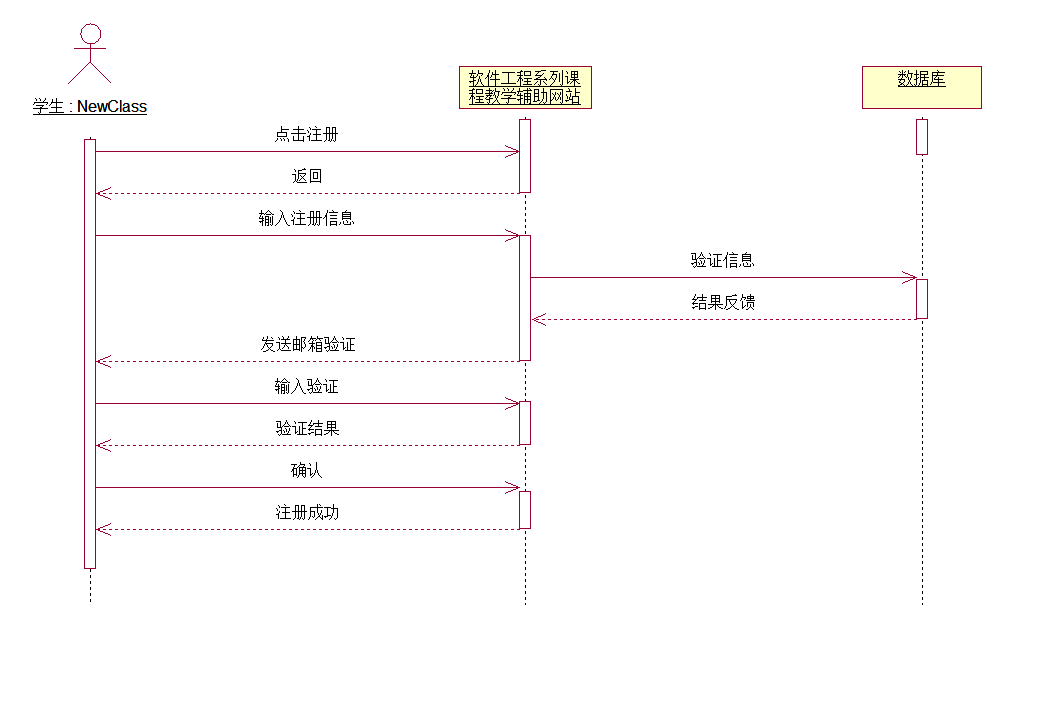 学生 : NewClass
软件工程系列课
程教学辅助网站
数据库
点击注册
返回
输入注册信息
验证信息
结果反馈
发送邮箱验证
输入验证
验证结果
确认
注册成功